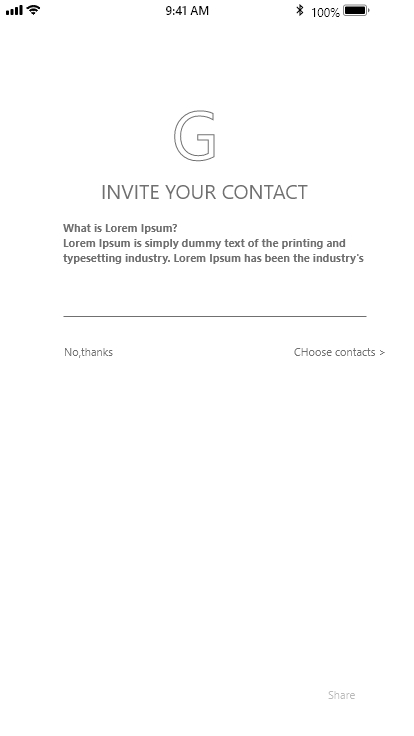 9:41 AM
100%
G
INVITE YOUR CONTACT
What is Lorem Ipsum?
Lorem Ipsum is simply dummy text of the printing and
typesetting industry. Lorem Ipsum has been the industry's
No,thanks
CHoose contacts >
Share